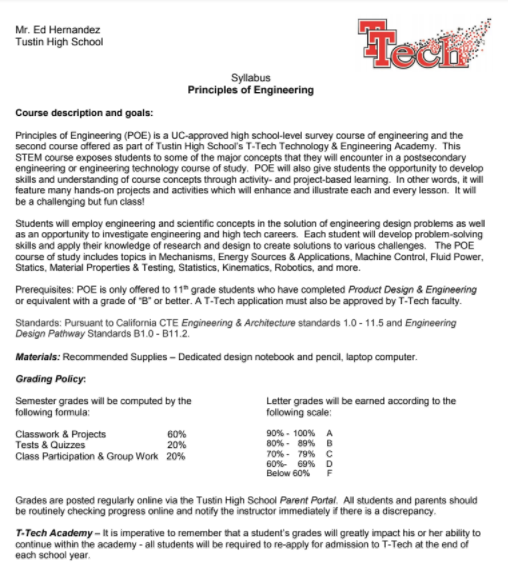 Mr. Ed Hernandez
Tustin High School
T-Tech
Syllabus
Principles of Engineering
Course description and goals:
Principles of Engineering (POE) is a UC-approved high school-level survey course of engineering and the
second course offered as part of Tustin High School's T-Tech Technology & Engineering Academy. This
STEM course exposes students to some of the major concepts that they will encounter in a postsecondary
engineering or engineering technology course of study. POE will also give students the opportunity to develop
skills and understanding of course concepts through activity- and project-based learning. In other words, it will
feature many hands-on projects and activities which will enhance and illustrate each and every lesson. It will
be a challenging but fun class!
Students will employ engineering and scientific concepts in the solution of engineering design problems as well
as an opportunity to investigate engineering and high tech careers. Each student will develop problem-solving
skills and apply their knowledge of research and design to create solutions to various challenges. The POE
course of study includes topics in Mechanisms, Energy Sources & Applications, Machine Control, Fluid Power,
Statics, Material Properties & Testing, Statistics, Kinematics, Robotics, and more.
Prerequisites: POE is only offered to 11th grade students who have completed Product Design & Engineering
or equivalent with a grade of "B" or better. A T-Tech application must also be approved by T-Tech faculty.
Standards: Pursuant to California CTE Engineering & Architecture standards 1.0 - 11.5 and Engineering
Design Pathway Standards B1.0 - B11.2.
Materials: Recommended Supplies – Dedicated design notebook and pencil, laptop computer.
Grading Policy:
Semester grades will be computed by the
following formula:
Classwork & Projects 60%
Tests & Quizzes 20%
Class Participation & Group Work 20%
Letter grades will be earned according to the
following scale:
90% - 100% A
80% - 89% B
70% - 79% C
60%- 69% D
Below 60% F
Grades are posted regularly online via the Tustin High School Parent Portal. All students and parents should
be routinely checking progress online and notify the instructor immediately if there is a discrepancy.
T-Tech Academy – It is imperative to remember that a student's grades will greatly impact his or her ability to
continue within the academy - all students will be required to re-apply for admission to T-Tech at the end of
each school year.